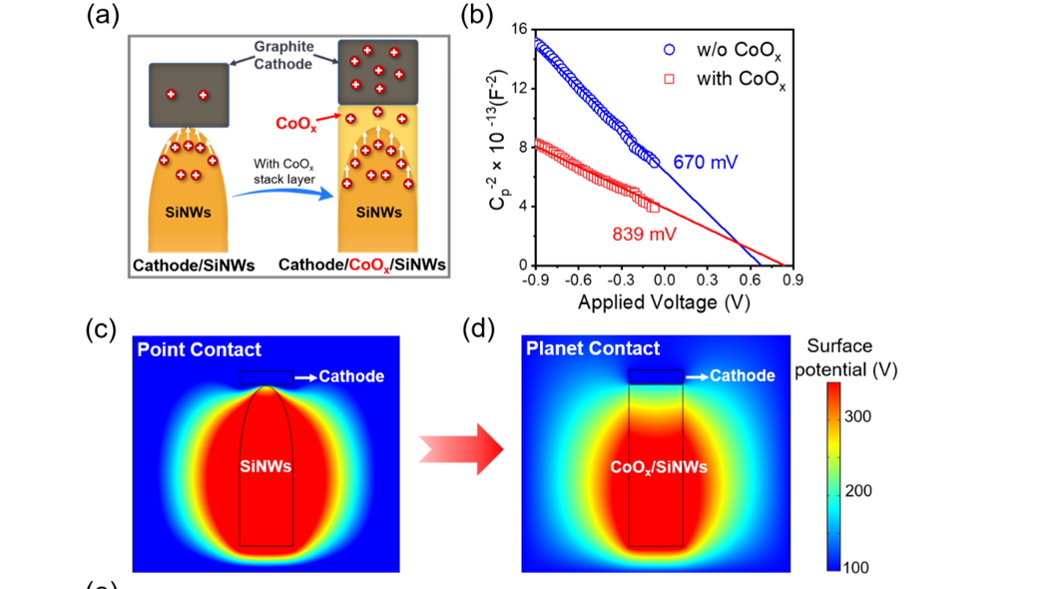 (a)
Graphite
Cathode
CoOₓ
With CoOₓ
stack layer
SiNWs
SiNWs
Cathode/SiNWs
Cathode/CoOₓ/SiNWs
(b)
16
12
8
4
0
Cₚ⁻² × 10⁻¹³(F⁻²)
w/o CoOₓ
with CoOₓ
670 mV
839 mV
-0.9 -0.6 -0.3 0.0 0.3 0.6 0.9
Applied Voltage (V)
(c)
Point Contact
Cathode
SiNWs
(d)
Planet Contact
Cathode
CoOₓ/SiNWs
Surface
potential (V)
300
200
100